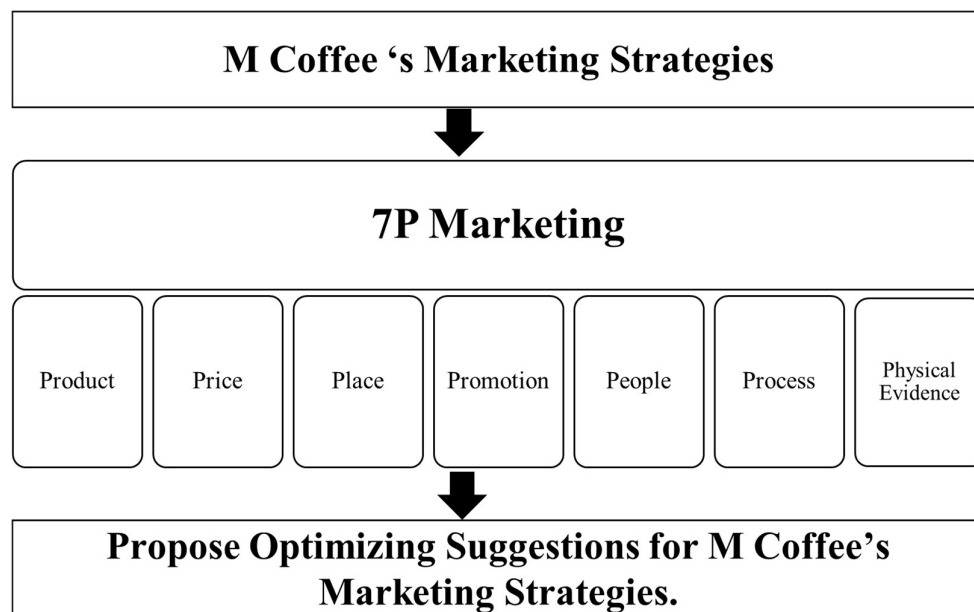 M Coffee ‘s Marketing Strategies
7P Marketing
Product
Price
Place
Promotion
People
Process
Physical
Evidence
Propose Optimizing Suggestions for M Coffee’s
Marketing Strategies.